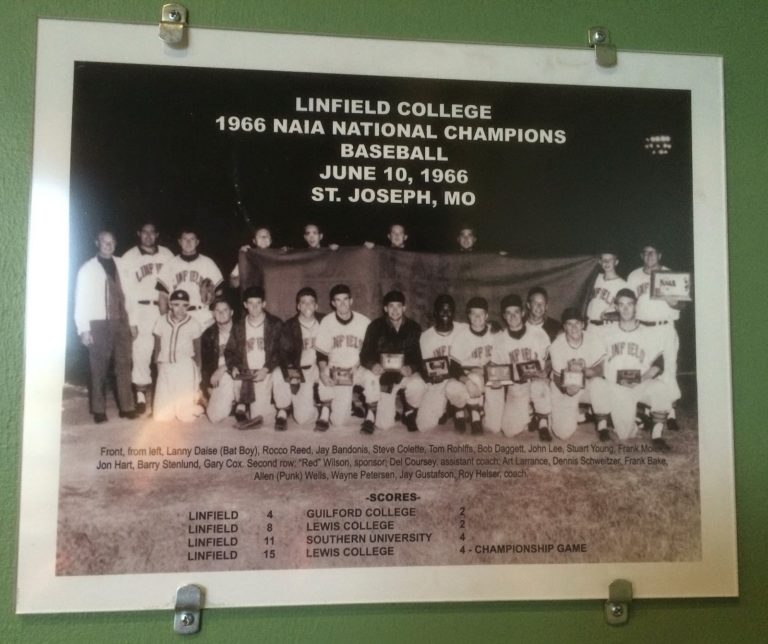 LINFIELD COLLEGE
1966 NAIA NATIONAL CHAMPIONS
BASEBALL
JUNE 10, 1966
ST. JOSEPH, MO
LINFIELD
Front, from left, Lanny Daise (Bat Boy), Rocco Reed, Jay Bandonis, Steve Colette, Tom Rohlffs, Bob Daggett, John Lee, Stuart Young, Frank
Jon Hart, Barry Stenlund, Gary Cox. Second row; "Red" Wilson, sponsor; Del Coursey, assistant coach; Art Larrance, Dennis Schweitzer, Frank Bake,
Allen (Punk) Wells, Wayne Petersen, Jay Gustafson, Roy Helser, coach.
-SCORES-
LINFIELD 4 GUILFORD COLLEGE 2
LINFIELD 8 LEWIS COLLEGE 2
LINFIELD 11 SOUTHERN UNIVERSITY 4
LINFIELD 15 LEWIS COLLEGE 4 - CHAMPIONSHIP GAME